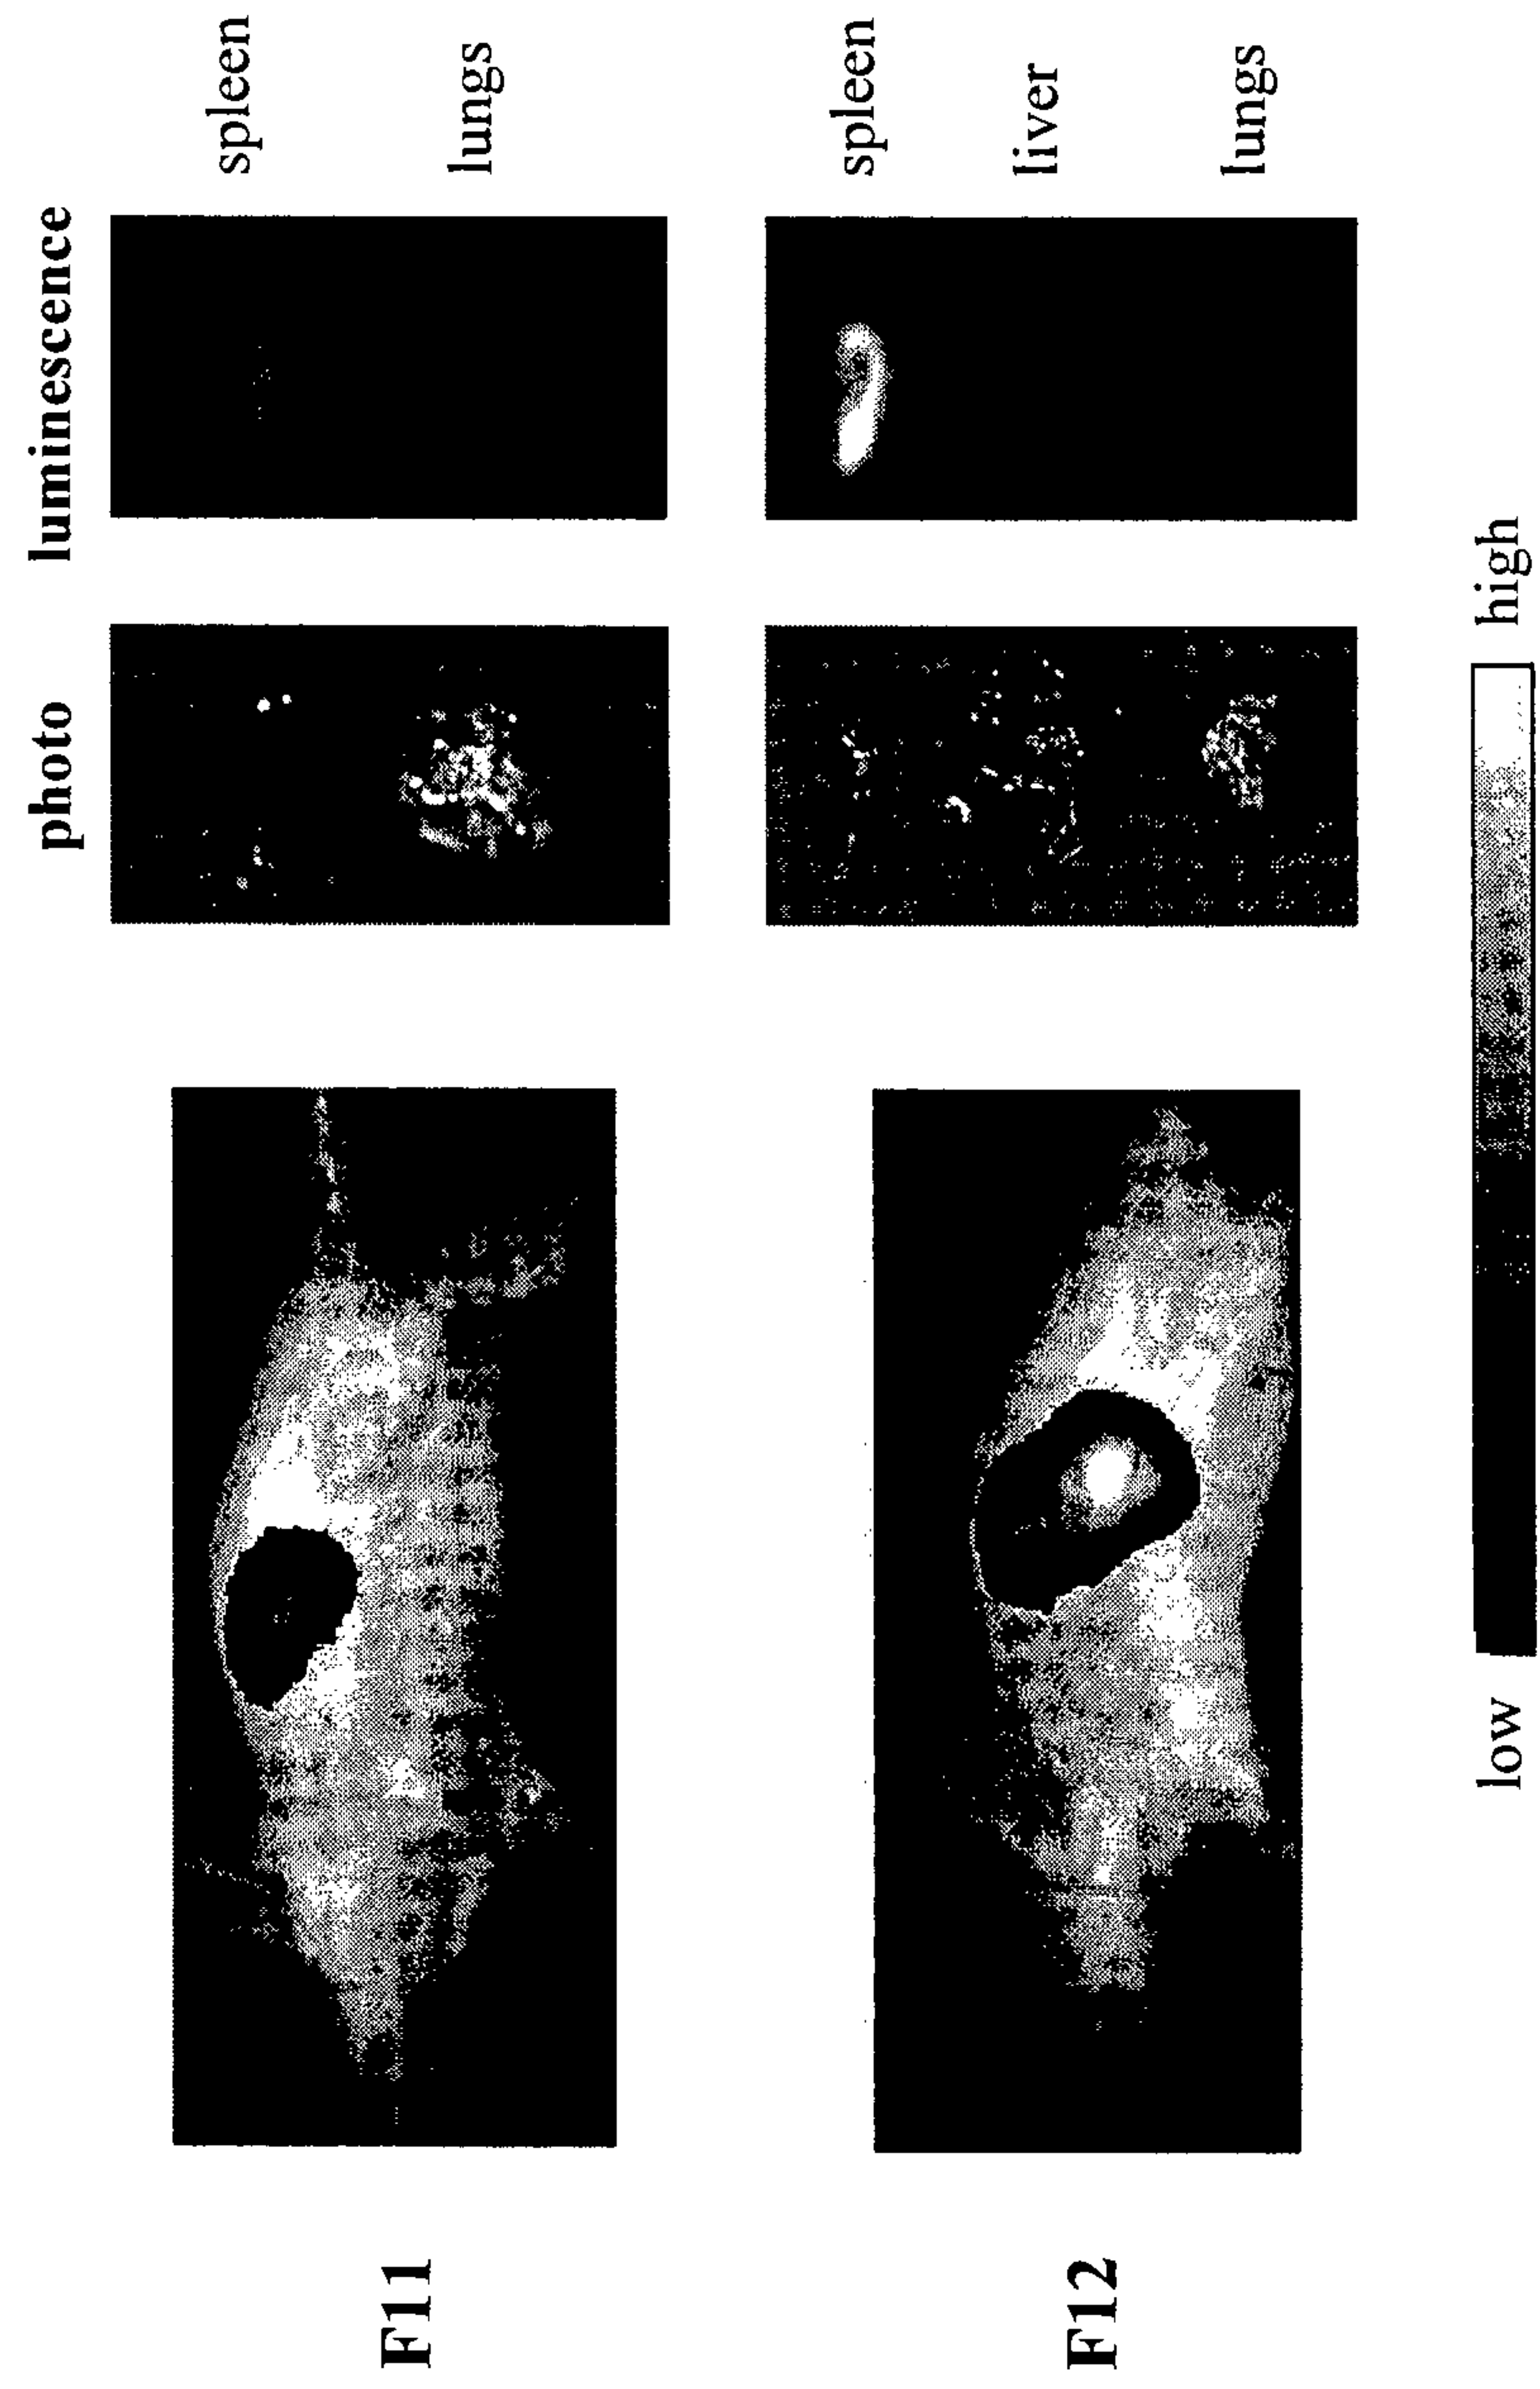 photo
luminescence
F11
spleen
lungs
F12
spleen
liver
lungs
low
high